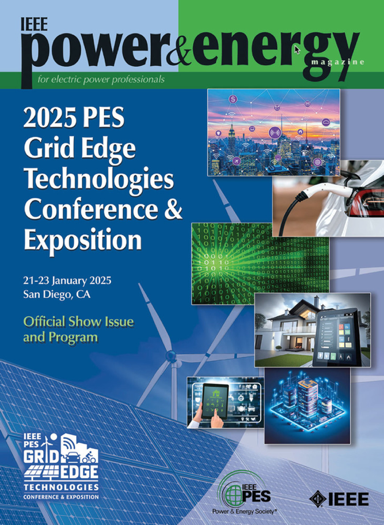 IEEE
power&energy
magazine
for electric power professionals
2025 PES
Grid Edge
Technologies
Conference &
Exposition
21-23 January 2025
San Diego, CA
Official Show Issue
and Program
IEEE
PES
GRID
EDGE
TECHNOLOGIES
CONFERENCE & EXPOSITION
IEEE
PES
Power & Energy Society®
IEEE